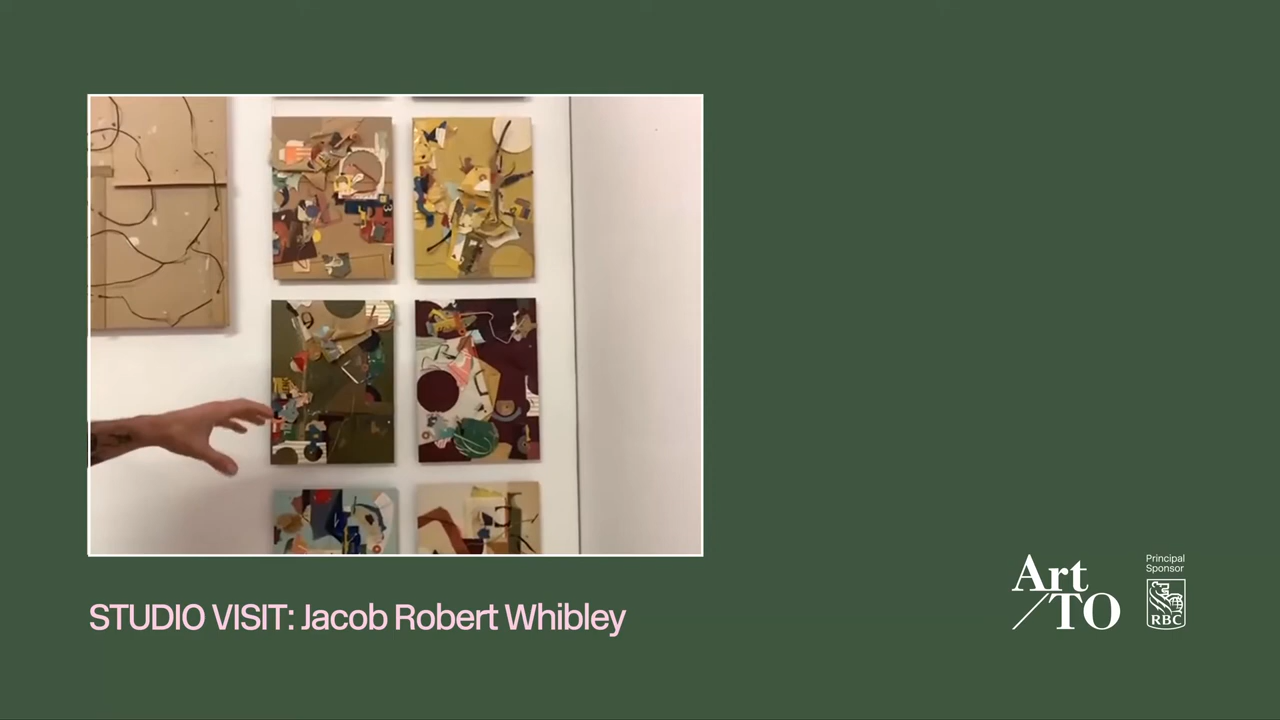 STUDIO VISIT: Jacob Robert Whibley
Art
/TO
Principal
Sponsor
RBC